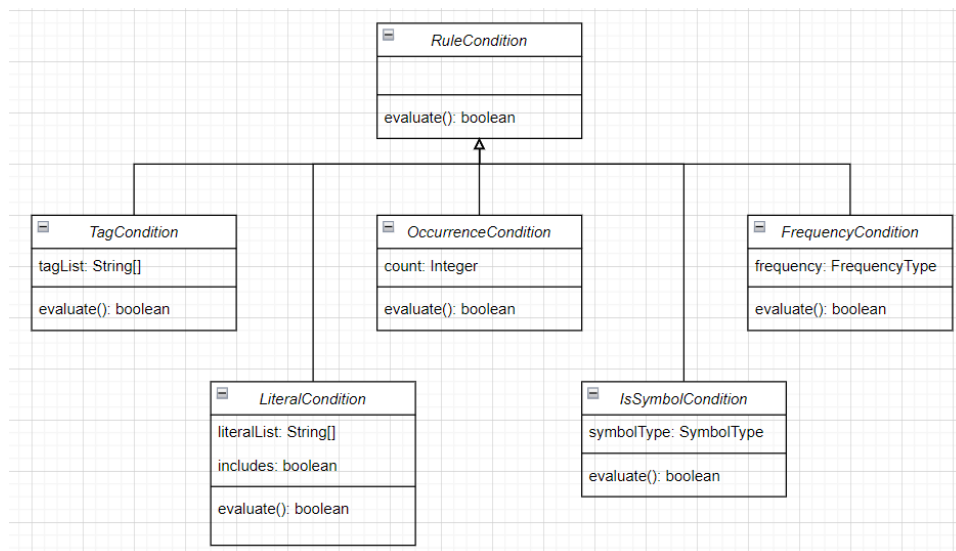 RuleCondition
evaluate(): boolean
TagCondition
tagList: String[]
evaluate(): boolean
OccurrenceCondition
count: Integer
evaluate(): boolean
FrequencyCondition
frequency: FrequencyType
evaluate(): boolean
LiteralCondition
literalList: String[]
includes: boolean
evaluate(): boolean
IsSymbolCondition
symbolType: SymbolType
evaluate(): boolean